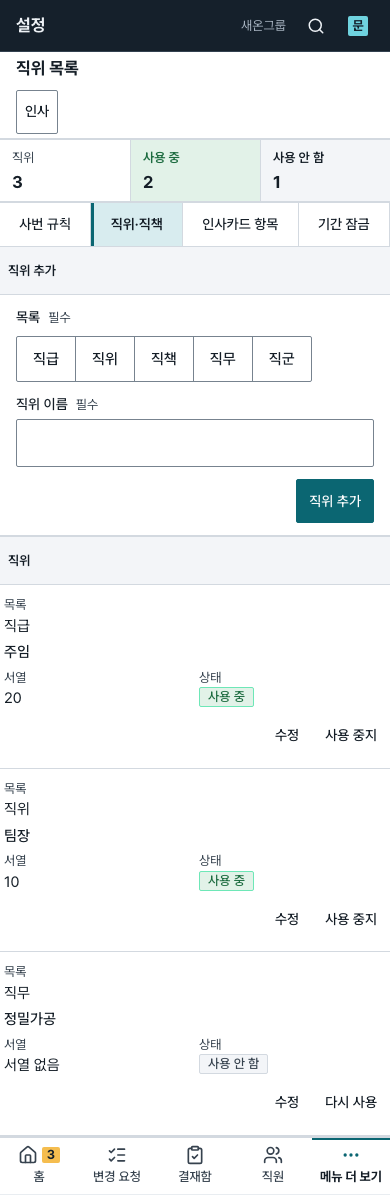 설정
새온그룹
문
직위 목록
인사
직위
3
사용 중
2
사용 안 함
1
사번 규칙
직위·직책
인사카드 항목
기간 잠금
직위 추가
목록 필수
직급
직위
직책
직무
직군
직위 이름 필수
직위 추가
직위
목록
직급
주임
서열
20
상태
사용 중
수정
사용 중지
목록
직위
팀장
서열
10
상태
사용 중
수정
사용 중지
목록
직무
정밀가공
서열
서열 없음
상태
사용 안 함
수정
다시 사용
3
홈
변경 요청
결재함
직원
메뉴 더 보기